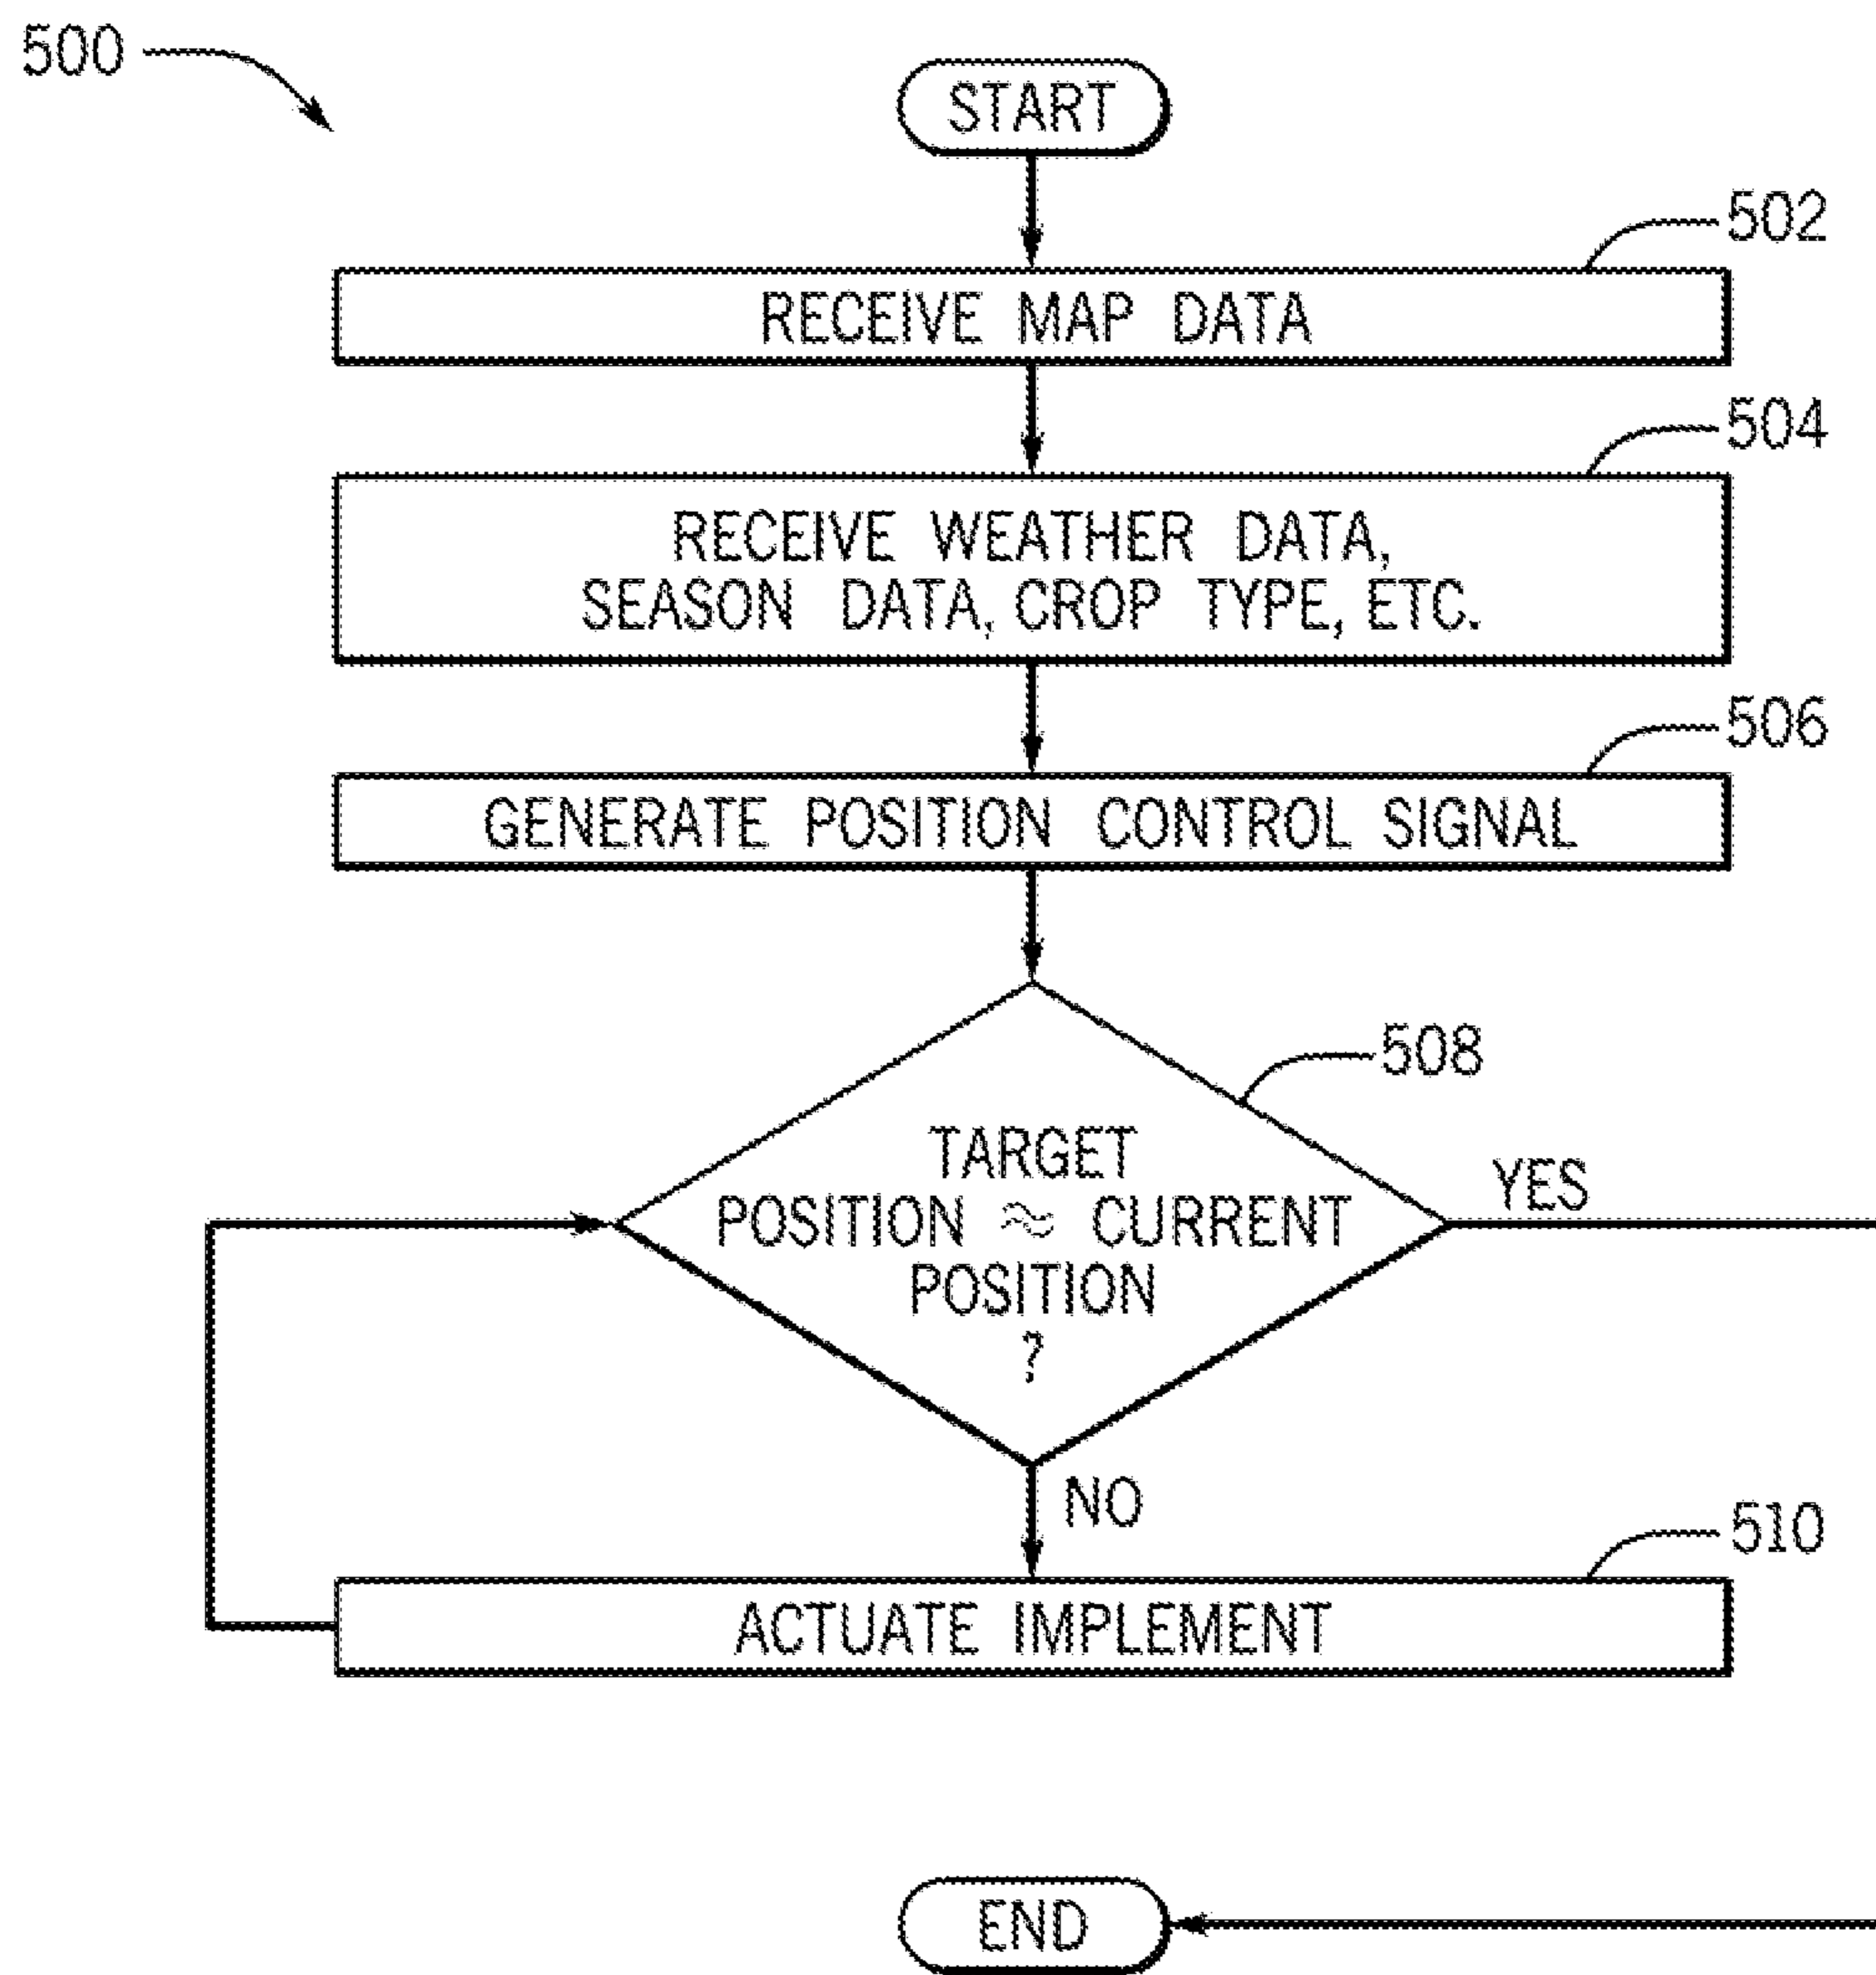 500
START
502
RECEIVE MAP DATA
504
RECEIVE WEATHER DATA,
SEASON DATA, CROP TYPE, ETC.
506
GENERATE POSITION CONTROL SIGNAL
508
TARGET
POSITION ≈ CURRENT
POSITION
?
YES
NO
510
ACTUATE IMPLEMENT
END